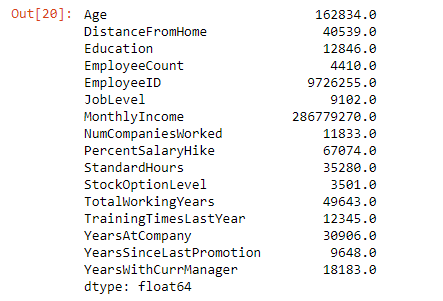 Out[20]: Age 162834.0
DistanceFromHome 40539.0
Education 12846.0
EmployeeCount 4410.0
EmployeeID 9726255.0
JobLevel 9102.0
MonthlyIncome 286779270.0
NumCompaniesWorked 11833.0
PercentSalaryHike 67074.0
StandardHours 35280.0
StockOptionLevel 3501.0
TotalWorkingYears 49643.0
TrainingTimesLastYear 12345.0
YearsAtCompany 30906.0
YearsSinceLastPromotion 9648.0
YearsWithCurrManager 18183.0
dtype: float64